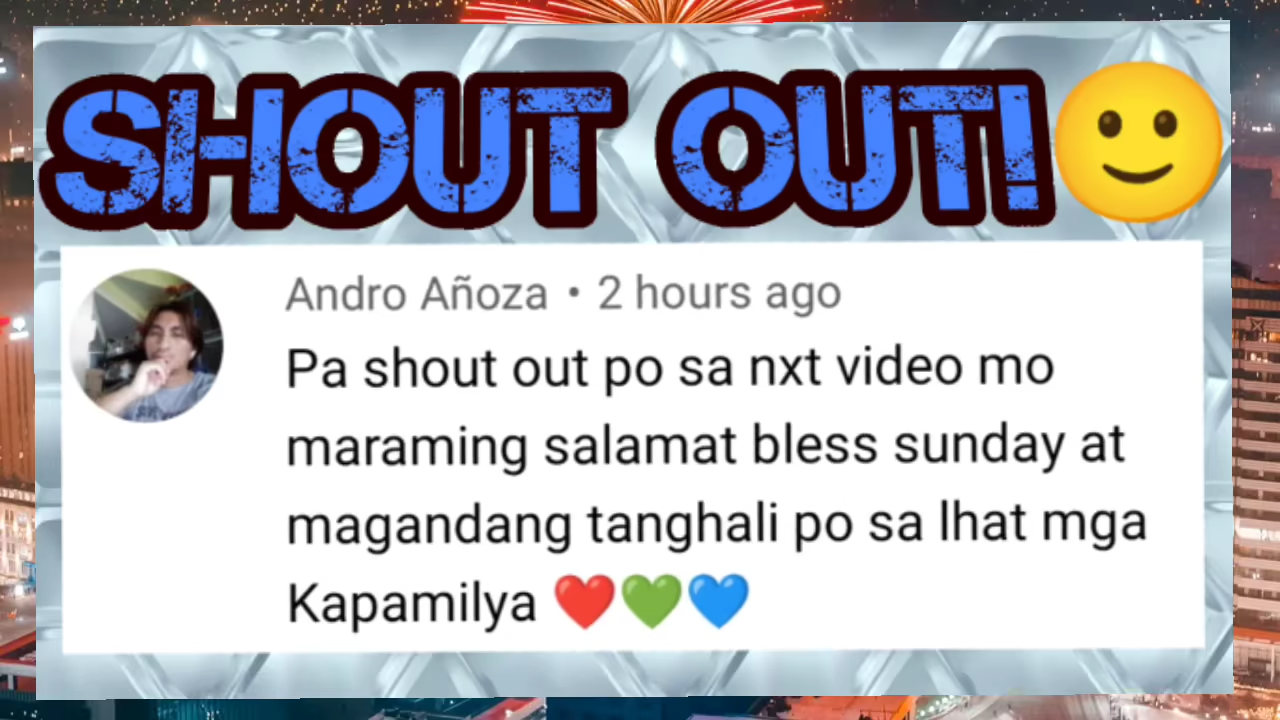 SHOUT OUT!
Andro Añoza • 2 hours ago
Pa shout out po sa nxt video mo
maraming salamat bless sunday at
magandang tanghali po sa lhat mga
Kapamilya ❤️💚💙